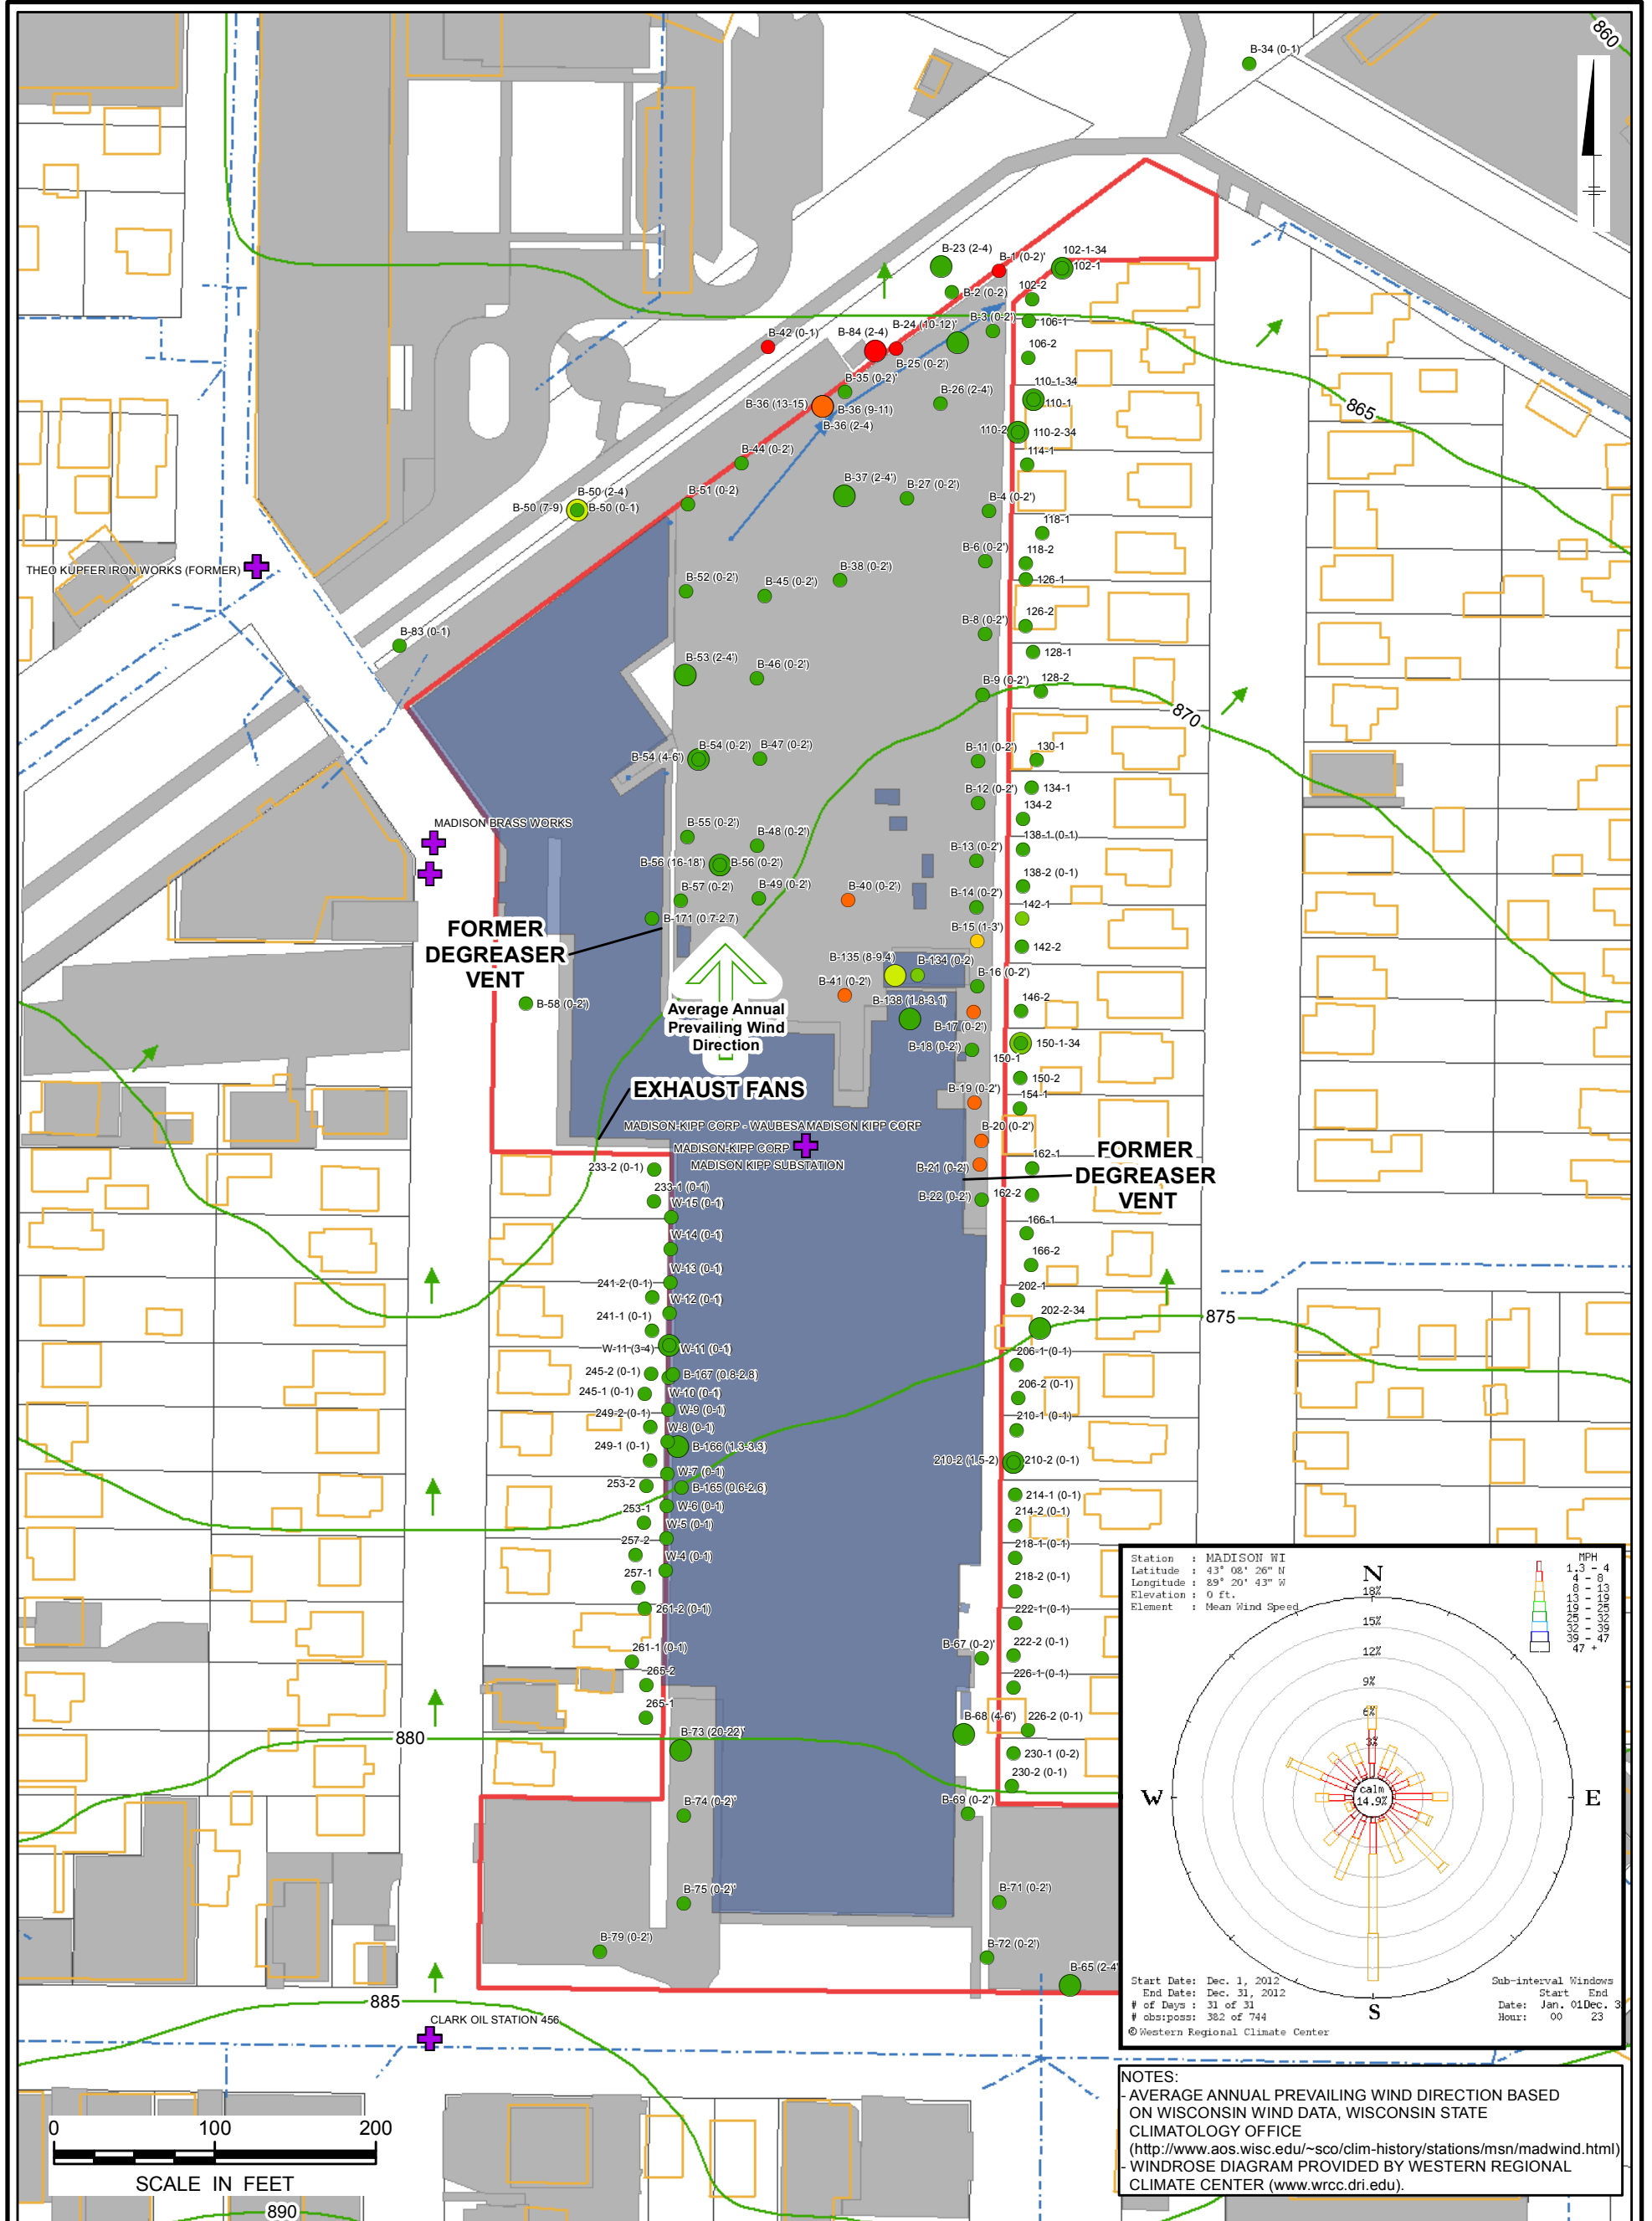 860
B-34 (0-1)
B-23 (2-4)
B-1 (0-2)'
102-1-34
102-1
B-2 (0-2)
102-2
B-24 (10-12)'
B-3 (0-2')
106-1
B-42 (0-1)
B-84 (2-4)
B-25 (0-2')
106-2
B-35 (0-2)'
B-26 (2-4')
110-1-34
110-1
B-36 (13-15)
B-36 (9-11)
B-36 (2-4)
865
110-2
110-2-34
B-44 (0-2')
114-1
B-37 (2-4')
B-27 (0-2')
B-50 (2-4)
B-51 (0-2)
B-4 (0-2')
B-50 (7-9)
B-50 (0-1)
118-1
B-6 (0-2')
118-2
THEO KUPFER IRON WORKS (FORMER)
B-52 (0-2')
B-45 (0-2')
B-38 (0-2')
126-1
B-8 (0-2')
126-2
B-83 (0-1)
128-1
B-53 (2-4')
B-46 (0-2')
B-9 (0-2')
128-2
870
B-54 (4-6')
B-54 (0-2')
B-47 (0-2')
B-11 (0-2')
130-1
B-12 (0-2')
134-1
134-2
MADISON BRASS WORKS
B-55 (0-2')
B-48 (0-2')
138-1 (0-1)
B-56 (16-18')
B-56 (0-2')
B-13 (0-2')
138-2 (0-1)
B-57 (0-2')
B-49 (0-2')
B-40 (0-2')
B-14 (0-2')
142-1
B-171 (0.7-2.7)
B-15 (1-3')
FORMER
DEGREASER
VENT
142-2
B-135 (8-9.4)
B-134 (0-2)
B-16 (0-2')
B-41 (0-2')
B-138 (1.8-3.1)
B-58 (0-2')
146-2
Average Annual
Prevailing Wind
Direction
B-17 (0-2')
B-18 (0-2')
150-1-34
150-1
150-2
EXHAUST FANS
B-19 (0-2')
154-1
MADISON-KIPP CORP - WAUBESA
MADISON KIPP CORP
B-20 (0-2')
MADISON-KIPP CORP
MADISON KIPP SUBSTATION
B-21 (0-2')
162-1
FORMER
DEGREASER
VENT
233-2 (0-1)
233-1 (0-1)
B-22 (0-2')
162-2
W-15 (0-1)
166-1
W-14 (0-1)
166-2
W-13 (0-1)
241-2 (0-1)
202-1
W-12 (0-1)
241-1 (0-1)
202-2-34
875
W-11 (3-4)
W-11 (0-1)
206-1 (0-1)
245-2 (0-1)
B-167 (0.8-2.8)
245-1 (0-1)
W-10 (0-1)
206-2 (0-1)
249-2 (0-1)
W-9 (0-1)
210-1 (0-1)
W-8 (0-1)
249-1 (0-1)
B-166 (1.3-3.3)
210-2 (1.5-2)
210-2 (0-1)
W-7 (0-1)
253-2
B-165 (0.6-2.6)
214-1 (0-1)
W-6 (0-1)
253-1
214-2 (0-1)
W-5 (0-1)
257-2
218-1 (0-1)
W-4 (0-1)
257-1
218-2 (0-1)
261-2 (0-1)
222-1 (0-1)
261-1 (0-1)
B-67 (0-2)'
222-2 (0-1)
265-2
226-1 (0-1)
265-1
B-68 (4-6')
226-2 (0-1)
880
B-73 (20-22)'
230-1 (0-2)
230-2 (0-1)
B-74 (0-2)'
B-69 (0-2')
B-75 (0-2)'
B-71 (0-2')
B-79 (0-2')
B-72 (0-2')
B-65 (2-4'
885
CLARK OIL STATION 456
Station : MADISON WI
Latitude : 43° 08' 26" N
Longitude : 89° 20' 43" W
Elevation : 0 ft.
Element : Mean Wind Speed
MPH
1.3 - 4
4 - 8
8 - 13
13 - 19
19 - 25
25 - 32
32 - 39
39 - 47
47 +
N
18%
15%
12%
9%
6%
3%
calm
14.9%
W
E
S
Start Date: Dec. 1, 2012
End Date: Dec. 31, 2012
# of Days : 31 of 31
# obs:poss: 382 of 744
© Western Regional Climate Center
Sub-interval Windows
Start End
Date: Jan. 01 Dec. 3
Hour: 00 23
NOTES:
- AVERAGE ANNUAL PREVAILING WIND DIRECTION BASED
ON WISCONSIN WIND DATA, WISCONSIN STATE
CLIMATOLOGY OFFICE
(http://www.aos.wisc.edu/~sco/clim-history/stations/msn/madwind.html)
- WINDROSE DIAGRAM PROVIDED BY WESTERN REGIONAL
CLIMATE CENTER (www.wrcc.dri.edu).
0 100 200
SCALE IN FEET
890